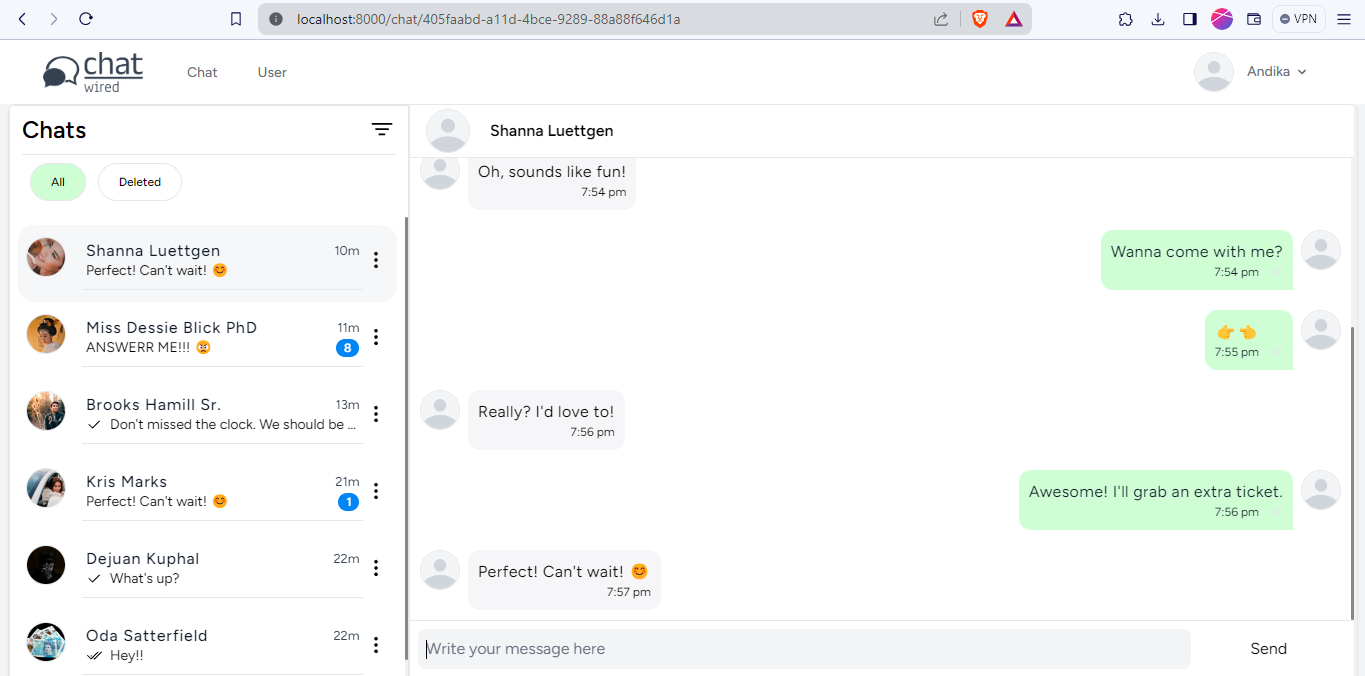 localhost:8000/chat/405faabd-a11d-4bce-9289-88a88f646d1a
VPN
chat
wired
Chat
User
Andika
Chats
All
Deleted
Shanna Luettgen
10m
Perfect! Can't wait! 😊
Miss Dessie Blick PhD
11m
ANSWERR ME!!! 😡
8
Brooks Hamill Sr.
13m
Don't missed the clock. We should be ...
Kris Marks
21m
Perfect! Can't wait! 😊
1
Dejuan Kuphal
22m
What's up?
Oda Satterfield
22m
Hey!!
Shanna Luettgen
Oh, sounds like fun!
7:54 pm
Wanna come with me?
7:54 pm
👉👈
7:55 pm
Really? I'd love to!
7:56 pm
Awesome! I'll grab an extra ticket.
7:56 pm
Perfect! Can't wait! 😊
7:57 pm
Write your message here
Send